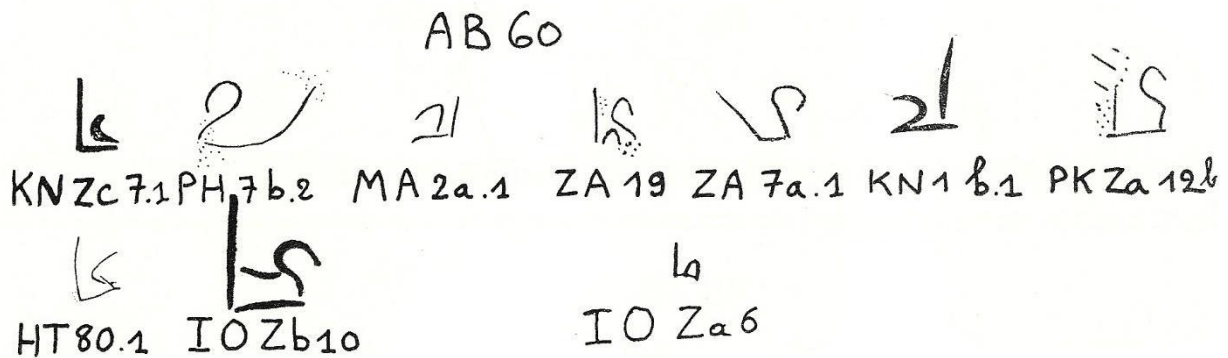 AB 60
KN Zc 7.1 PH 7b.2 MA 2a.1 ZA 19 ZA 7a.1 KN 1 b.1 PK Za 12b
HT 80.1 IO Zb 10 IO Za 6